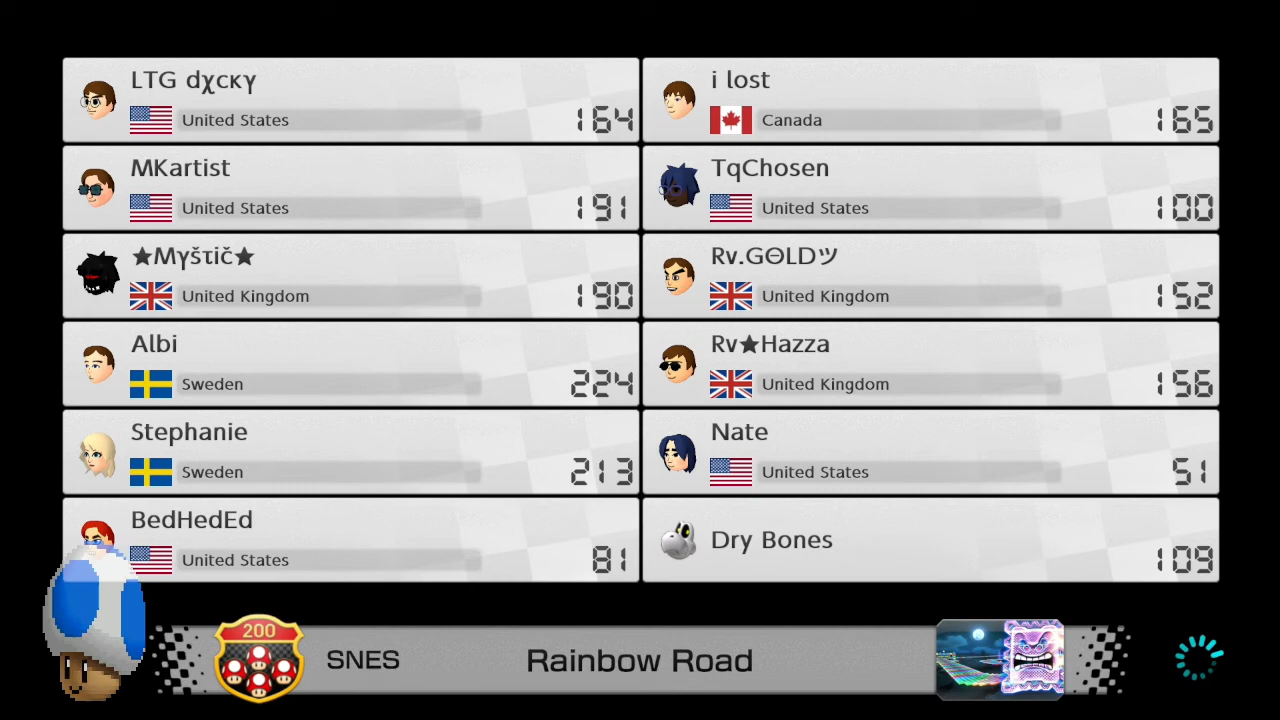 LTG dχcκγ
United States
164
i lost
Canada
165
MKartist
United States
191
TqChosen
United States
100
★Mγštič★
United Kingdom
190
Rv.GΘLDツ
United Kingdom
152
Albi
Sweden
224
Rv★Hazza
United Kingdom
156
Stephanie
Sweden
213
Nate
United States
51
BedHedEd
United States
81
Dry Bones
109
200
SNES
Rainbow Road